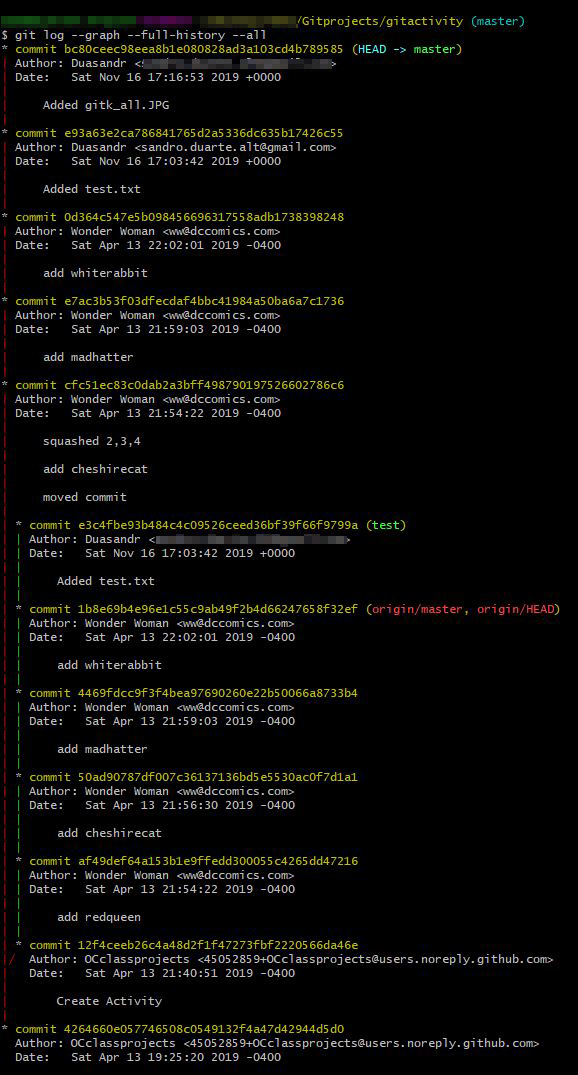 /Gitprojects/gitactivity (master)
$ git log --graph --full-history --all
* commit bc80ceec98eea8b1e080828ad3a103cd4b789585 (HEAD -> master)
| Author: Duasandr < >
| Date:   Sat Nov 16 17:16:53 2019 +0000
|
|     Added gitk_all.JPG
|
* commit e93a63e2ca786841765d2a5336dc635b17426c55
| Author: Duasandr <sandro.duarte.alt@gmail.com>
| Date:   Sat Nov 16 17:03:42 2019 +0000
|
|     Added test.txt
|
* commit 0d364c547e5b098456696317558adb1738398248
| Author: Wonder Woman <ww@dccomics.com>
| Date:   Sat Apr 13 22:02:01 2019 -0400
|
|     add whiterabbit
|
* commit e7ac3b53f03dfecdaf4bbc41984a50ba6a7c1736
| Author: Wonder Woman <ww@dccomics.com>
| Date:   Sat Apr 13 21:59:03 2019 -0400
|
|     add madhatter
|
* commit cfc51ec83c0dab2a3bff498790197526602786c6
| Author: Wonder Woman <ww@dccomics.com>
| Date:   Sat Apr 13 21:54:22 2019 -0400
|
|     squashed 2,3,4
|
|     add cheshirecat
|
|     moved commit
|
| * commit e3c4fbe93b484c4c09526ceed36bf39f66f9799a (test)
| | Author: Duasandr < >
| | Date:   Sat Nov 16 17:03:42 2019 +0000
| |
| |     Added test.txt
| |
| * commit 1b8e69b4e96e1c55c9ab49f2b4d66247658f32ef (origin/master, origin/HEAD)
| | Author: Wonder Woman <ww@dccomics.com>
| | Date:   Sat Apr 13 22:02:01 2019 -0400
| |
| |     add whiterabbit
| |
| * commit 4469fdcc9f3f4bea97690260e22b50066a8733b4
| | Author: Wonder Woman <ww@dccomics.com>
| | Date:   Sat Apr 13 21:59:03 2019 -0400
| |
| |     add madhatter
| |
| * commit 50ad90787df007c36137136bd5e5530ac0f7d1a1
| | Author: Wonder Woman <ww@dccomics.com>
| | Date:   Sat Apr 13 21:56:30 2019 -0400
| |
| |     add cheshirecat
| |
| * commit af49def64a153b1e9ffedd300055c4265dd47216
| | Author: Wonder Woman <ww@dccomics.com>
| | Date:   Sat Apr 13 21:54:22 2019 -0400
| |
| |     add redqueen
| |
| * commit 12f4ceeb26c4a48d2f1f47273fbf2220566da46e
|/  Author: OCclassprojects <45052859+OCclassprojects@users.noreply.github.com>
|   Date:   Sat Apr 13 21:40:51 2019 -0400
|
|       Create Activity
|
* commit 4264660e057746508c0549132f4a47d42944d5d0
  Author: OCclassprojects <45052859+OCclassprojects@users.noreply.github.com>
  Date:   Sat Apr 13 19:25:20 2019 -0400